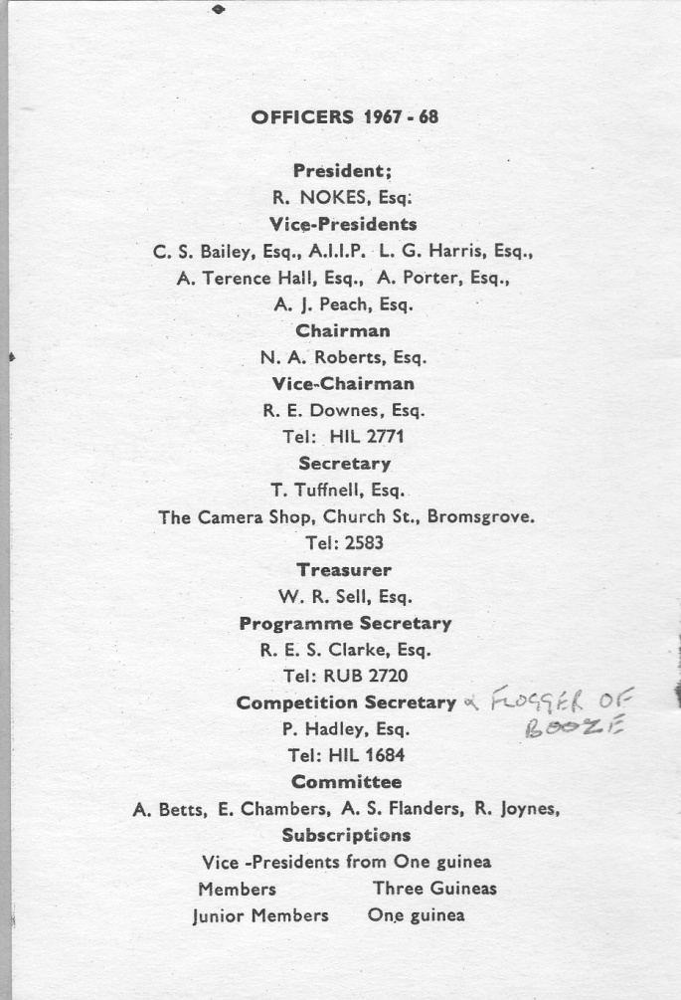 OFFICERS 1967 - 68
President;
R. NOKES, Esq:
Vice-Presidents
C. S. Bailey, Esq., A.I.I.P. L. G. Harris, Esq.,
A. Terence Hall, Esq., A. Porter, Esq.,
A. J. Peach, Esq.
Chairman
N. A. Roberts, Esq.
Vice-Chairman
R. E. Downes, Esq.
Tel: HIL 2771
Secretary
T. Tuffnell, Esq.
The Camera Shop, Church St., Bromsgrove.
Tel: 2583
Treasurer
W. R. Sell, Esq.
Programme Secretary
R. E. S. Clarke, Esq.
Tel: RUB 2720
Competition Secretary & FLOGGER OF
BOOZE
P. Hadley, Esq.
Tel: HIL 1684
Committee
A. Betts, E. Chambers, A. S. Flanders, R. Joynes,
Subscriptions
Vice -Presidents from One guinea
Members Three Guineas
Junior Members One guinea